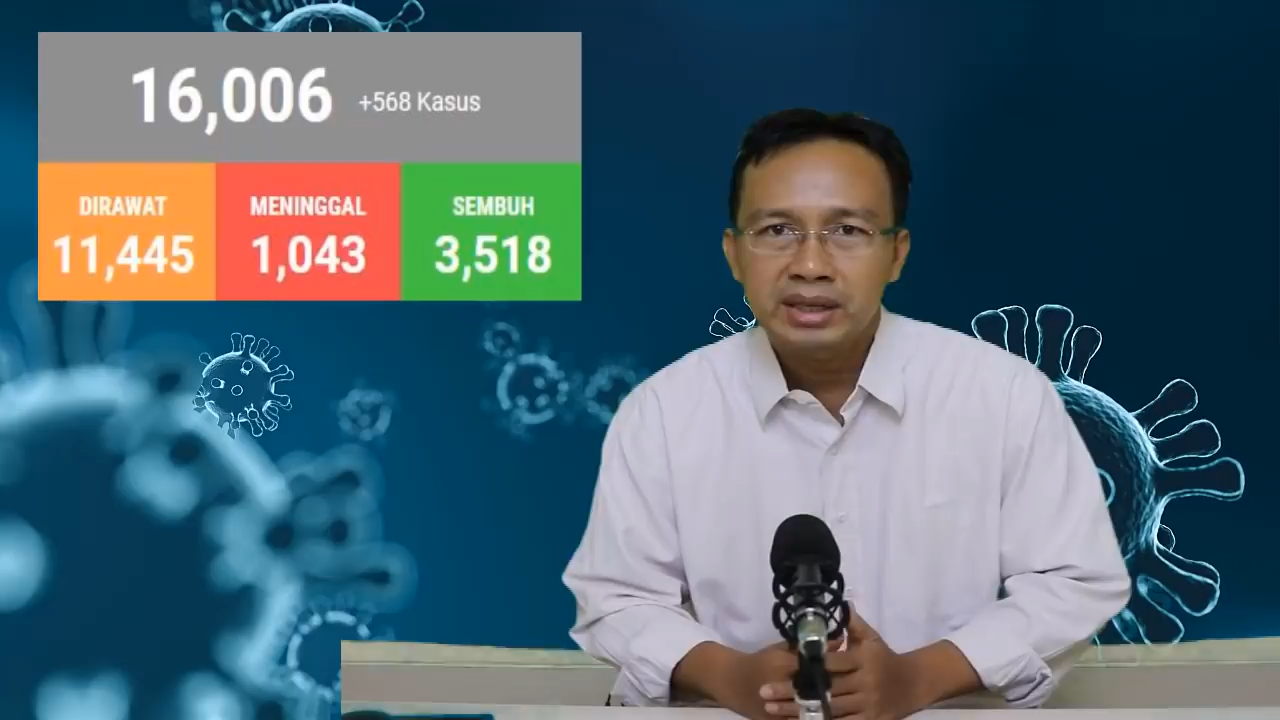 16,006 +568 Kasus
DIRAWAT MENINGGAL SEMBUH
11,445 1,043 3,518